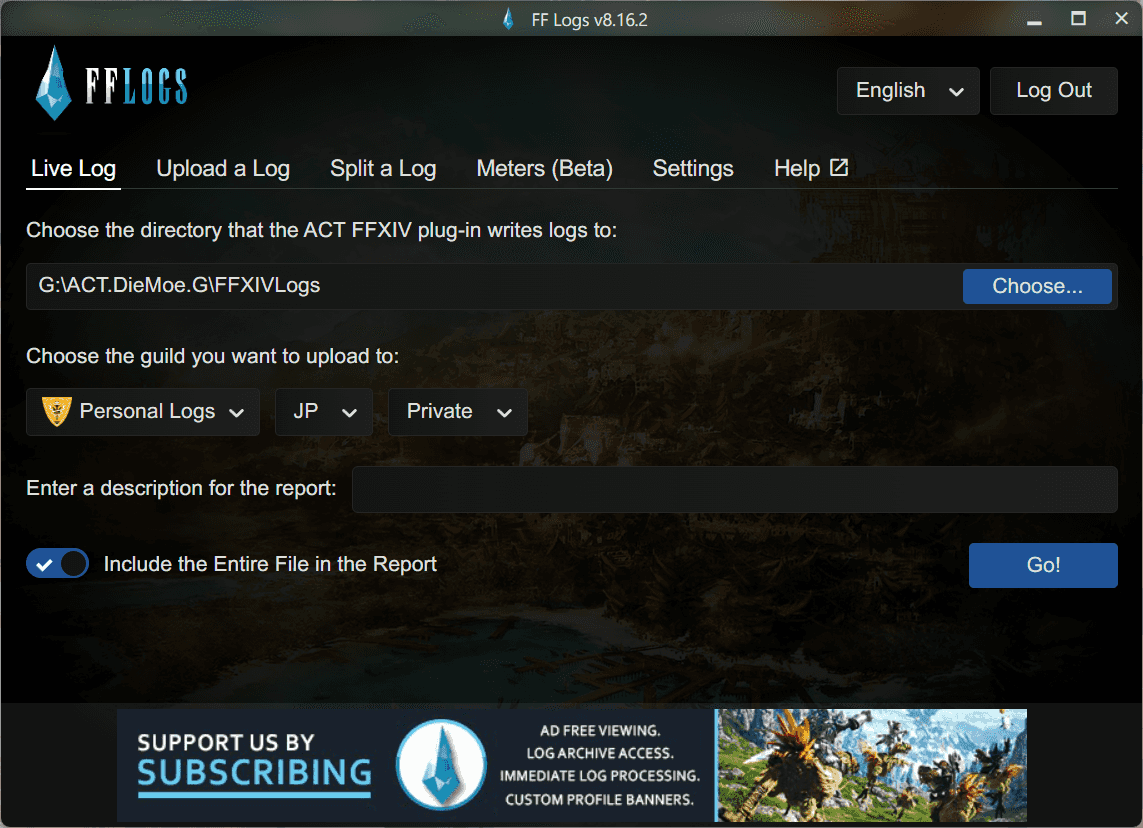 FF Logs v8.16.2
FFLOGS
English
Log Out
Live Log
Upload a Log
Split a Log
Meters (Beta)
Settings
Help
Choose the directory that the ACT FFXIV plug-in writes logs to:
G:\ACT.DieMoe.G\FFXIVLogs
Choose...
Choose the guild you want to upload to:
Personal Logs
JP
Private
Enter a description for the report:
Include the Entire File in the Report
Go!
SUPPORT US BY
SUBSCRIBING
AD FREE VIEWING.
LOG ARCHIVE ACCESS.
IMMEDIATE LOG PROCESSING.
CUSTOM PROFILE BANNERS.